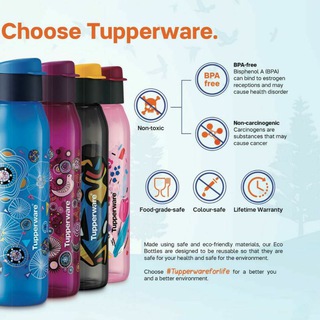 Choose Tupperware.
BPA
free
BPA-free
Bisphenol A (BPA)
can bind to estrogen
receptions and may
cause health disorder
Non-toxic
Non-carcinogenic
Carcinogens are
substances that may
cause cancer
Food-grade-safe
Colour-safe
Lifetime Warranty
Made using safe and eco-friendly materials, our Eco
Bottles are designed to be reusable so that they are
safe for your health and safe for the environment.
Choose #Tupperwareforlife for a better you
and a better environment.
Tupperware
Tupperware
Tupperware
Tupperware